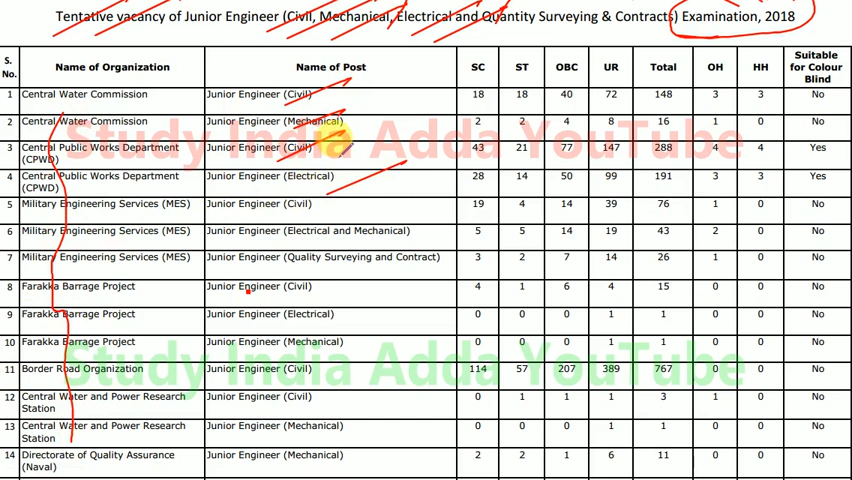 Tentative vacancy of Junior Engineer (Civil, Mechanical, Electrical and Quantity Surveying & Contracts) Examination, 2018
S. No. Name of Organization Name of Post SC ST OBC UR Total OH HH Suitable for Colour Blind
1 Central Water Commission Junior Engineer (Civil) 18 18 40 72 148 3 3 No
2 Central Water Commission Junior Engineer (Mechanical) 2 2 4 8 16 1 0 No
Study India Adda YouTube
3 Central Public Works Department (CPWD) Junior Engineer (Civil) 43 21 77 147 288 4 4 Yes
4 Central Public Works Department (CPWD) Junior Engineer (Electrical) 28 14 50 99 191 3 3 Yes
5 Military Engineering Services (MES) Junior Engineer (Civil) 19 4 14 39 76 1 0 No
6 Military Engineering Services (MES) Junior Engineer (Electrical and Mechanical) 5 5 14 19 43 2 0 No
7 Military Engineering Services (MES) Junior Engineer (Quality Surveying and Contract) 3 2 7 14 26 1 0 No
8 Farakka Barrage Project Junior Engineer (Civil) 4 1 6 4 15 0 0 No
9 Farakka Barrage Project Junior Engineer (Electrical) 0 0 0 1 1 0 0 No
10 Farakka Barrage Project Junior Engineer (Mechanical) 0 0 0 1 1 0 0 No
Study India Adda YouTube
11 Border Road Organization Junior Engineer (Civil) 114 57 207 389 767 0 0 No
12 Central Water and Power Research Station Junior Engineer (Civil) 0 1 1 1 3 1 0 No
13 Central Water and Power Research Station Junior Engineer (Mechanical) 0 0 0 1 1 0 0 No
14 Directorate of Quality Assurance (Naval) Junior Engineer (Mechanical) 2 2 1 6 11 0 0 No